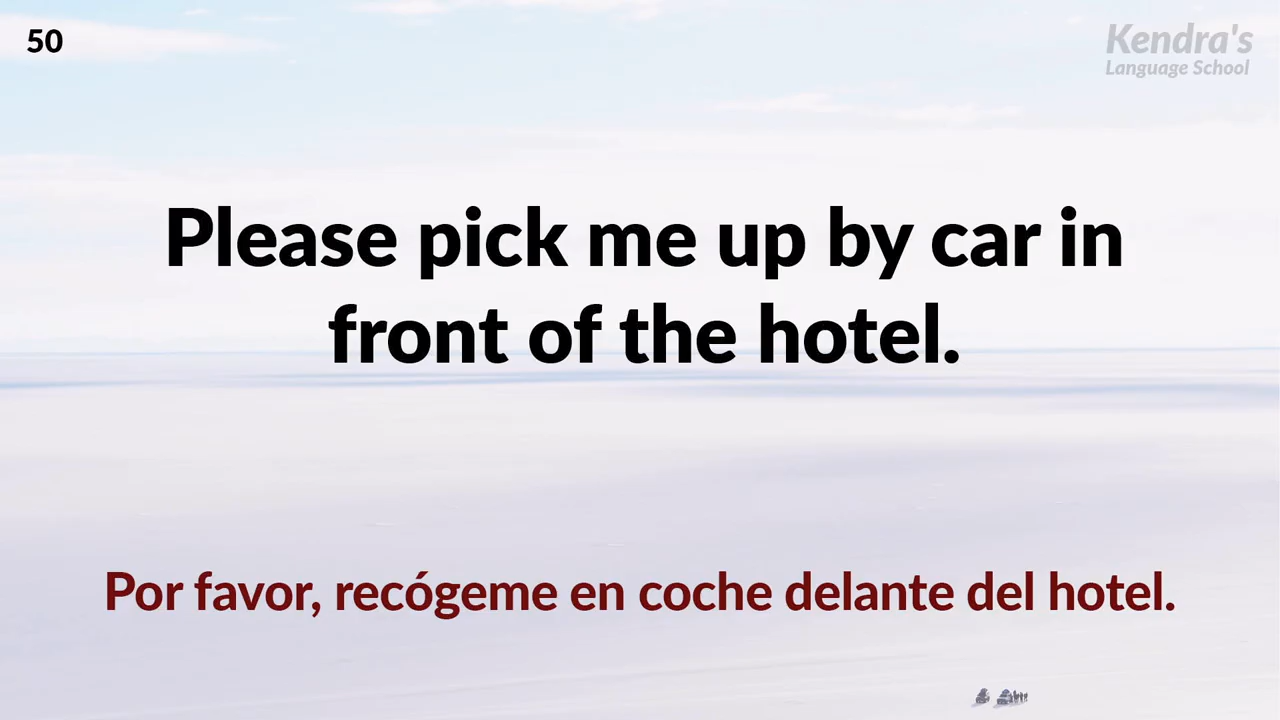 50
Kendra's
Language School
Please pick me up by car in
front of the hotel.
Por favor, recógeme en coche delante del hotel.